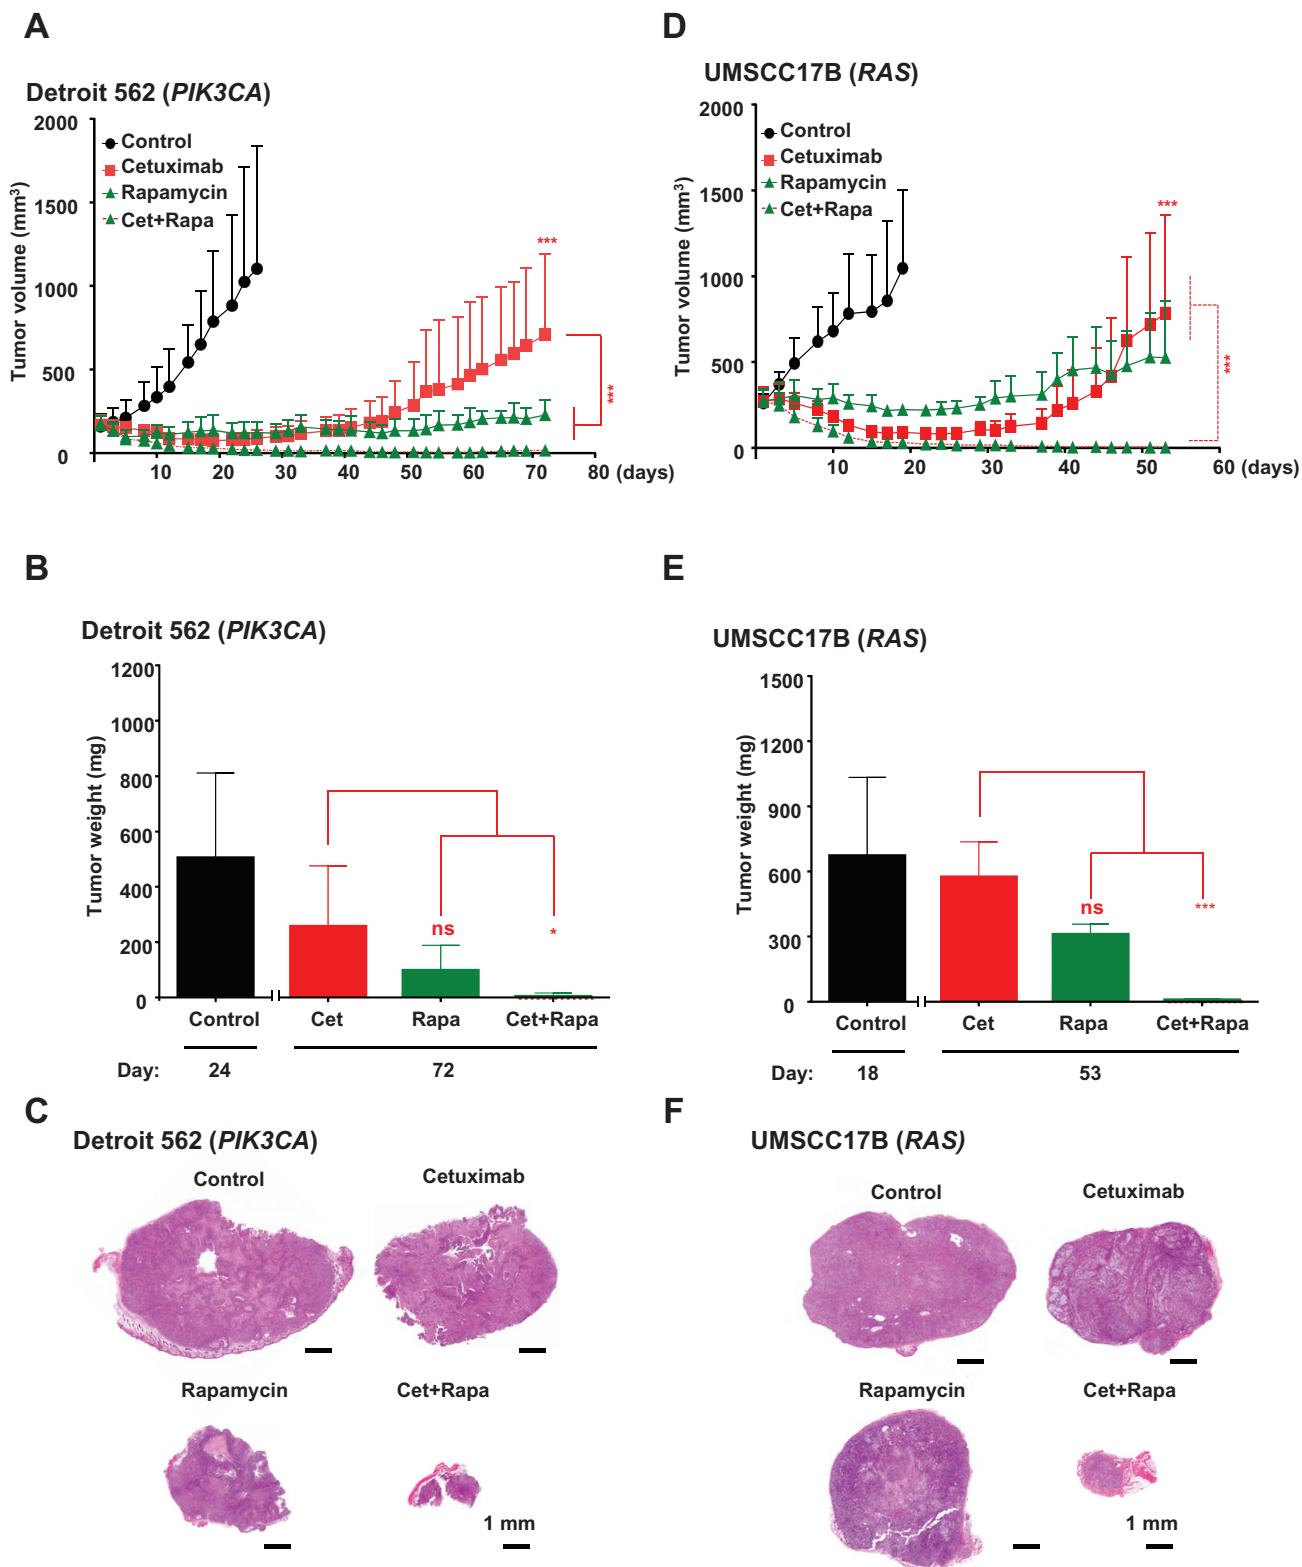 A
Detroit 562 (PIK3CA)
Tumor volume (mm³)
2000
1500
1000
500
0
Control
Cetuximab
Rapamycin
Cet+Rapa
***
***
10 20 30 40 50 60 70 80 (days)
D
UMSCC17B (RAS)
Tumor volume (mm³)
2000
1500
1000
500
0
Control
Cetuximab
Rapamycin
Cet+Rapa
***
***
10 20 30 40 50 60 (days)
B
Detroit 562 (PIK3CA)
Tumor weight (mg)
1200
1000
800
600
400
200
0
ns
*
Control Cet Rapa Cet+Rapa
Day: 24 72
E
UMSCC17B (RAS)
Tumor weight (mg)
1500
1200
900
600
300
0
ns
***
Control Cet Rapa Cet+Rapa
Day: 18 53
C
Detroit 562 (PIK3CA)
Control
Cetuximab
Rapamycin
Cet+Rapa
1 mm
F
UMSCC17B (RAS)
Control
Cetuximab
Rapamycin
Cet+Rapa
1 mm